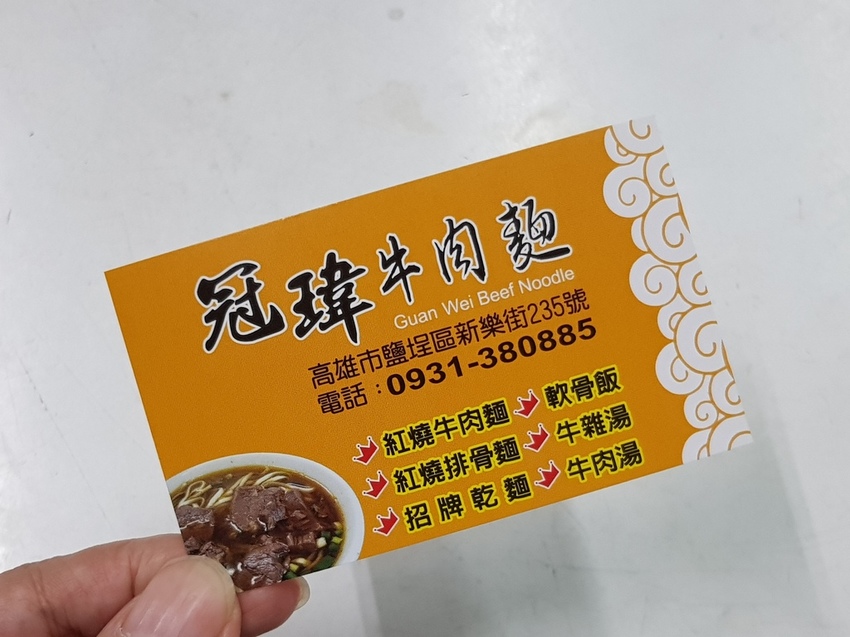 冠瑋牛肉麵
Guan Wei Beef Noodle
高雄市鹽埕區新樂街235號
電話：0931-380885
紅燒牛肉麵 軟骨飯
紅燒排骨麵 牛雜湯
招牌乾麵 牛肉湯